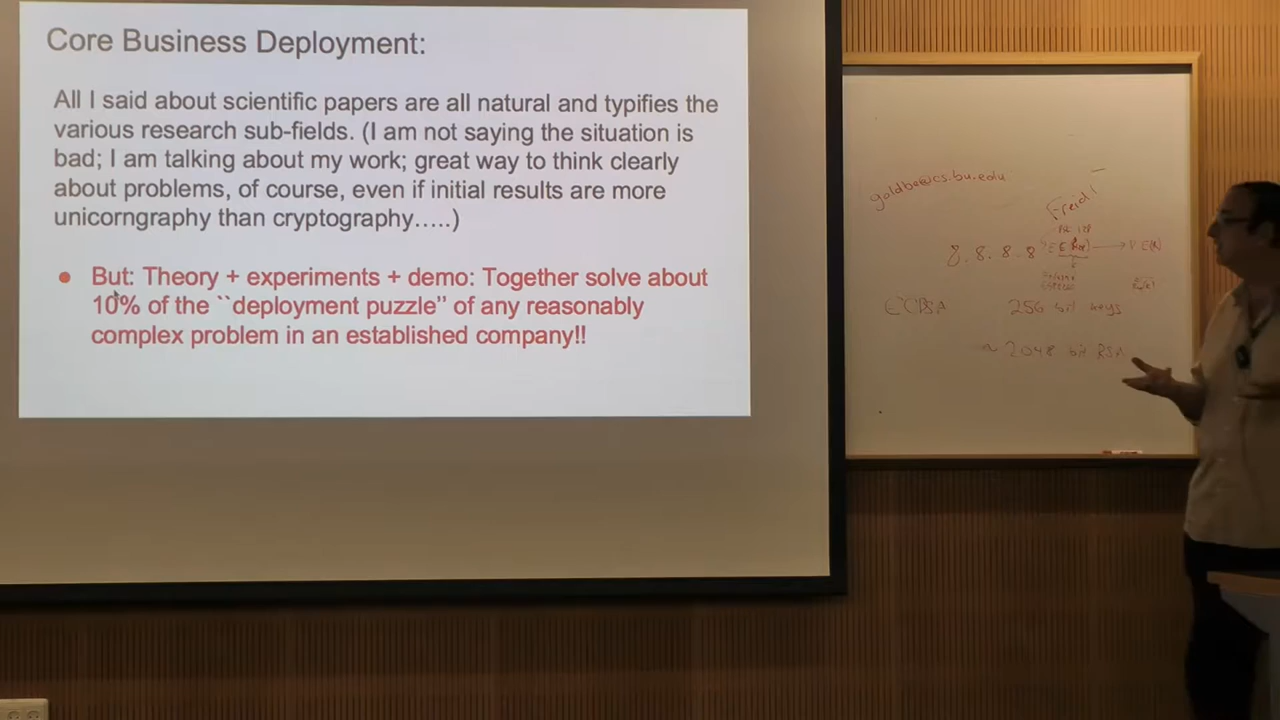 Core Business Deployment:
All I said about scientific papers are all natural and typifies the
various research sub-fields. (I am not saying the situation is
bad; I am talking about my work; great way to think clearly
about problems, of course, even if initial results are more
unicorngraphy than cryptography…..)
● But: Theory + experiments + demo: Together solve about
10% of the ``deployment puzzle'' of any reasonably
complex problem in an established company!!
goldbe@cs.bu.edu
8.8.8.8
256 bit keys
~ 2048 bit RSA